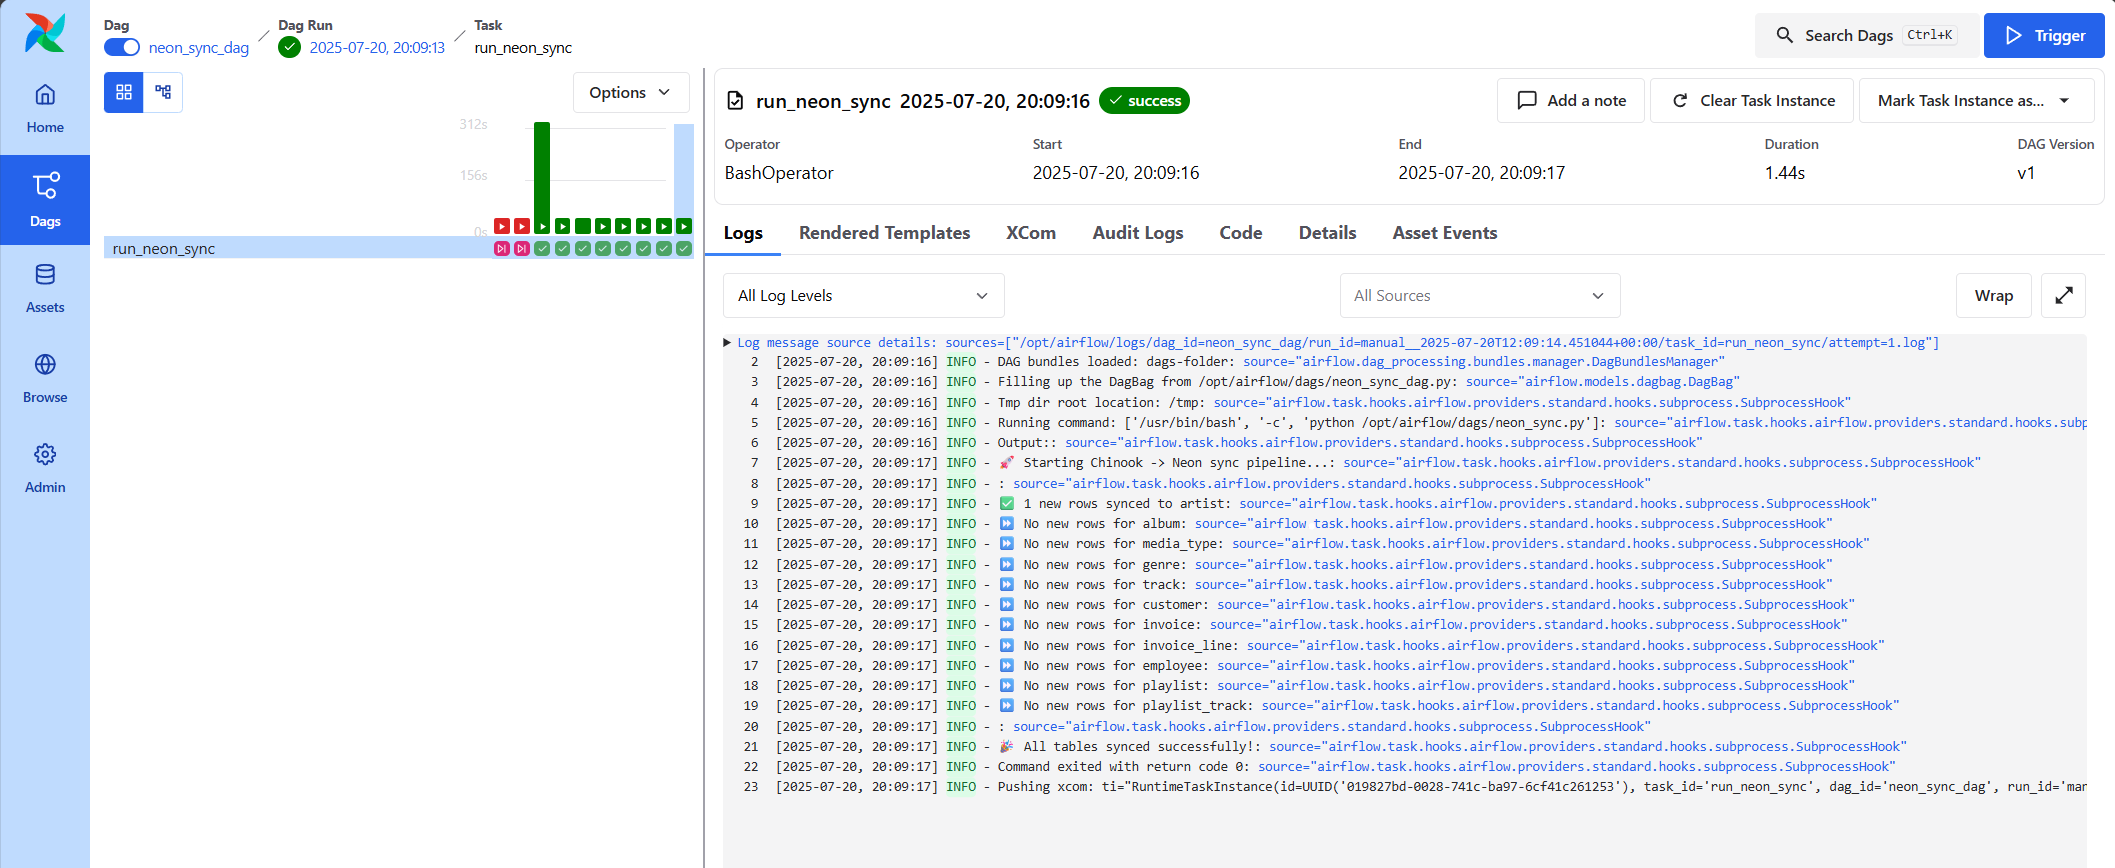 Dag
neon_sync_dag
Dag Run
2025-07-20, 20:09:13
Task
run_neon_sync
Search Dags Ctrl+K
Trigger
Home
Dags
Assets
Browse
Admin
Options
312s
156s
0s
run_neon_sync
run_neon_sync 2025-07-20, 20:09:16 success
Add a note
Clear Task Instance
Mark Task Instance as...
Operator Start End Duration DAG Version
BashOperator 2025-07-20, 20:09:16 2025-07-20, 20:09:17 1.44s v1
Logs Rendered Templates XCom Audit Logs Code Details Asset Events
All Log Levels All Sources Wrap
Log message source details: sources=["/opt/airflow/logs/dag_id=neon_sync_dag/run_id=manual__2025-07-20T12:09:14.451044+00:00/task_id=run_neon_sync/attempt=1.log"]
2 [2025-07-20, 20:09:16] INFO - DAG bundles loaded: dags-folder: source="airflow.dag_processing.bundles.manager.DagBundlesManager"
3 [2025-07-20, 20:09:16] INFO - Filling up the DagBag from /opt/airflow/dags/neon_sync_dag.py: source="airflow.models.dagbag.DagBag"
4 [2025-07-20, 20:09:16] INFO - Tmp dir root location: /tmp: source="airflow.task.hooks.airflow.providers.standard.hooks.subprocess.SubprocessHook"
5 [2025-07-20, 20:09:16] INFO - Running command: ['/usr/bin/bash', '-c', 'python /opt/airflow/dags/neon_sync.py']: source="airflow.task.hooks.airflow.providers.standard.hooks.subp
6 [2025-07-20, 20:09:16] INFO - Output:: source="airflow.task.hooks.airflow.providers.standard.hooks.subprocess.SubprocessHook"
7 [2025-07-20, 20:09:17] INFO - 🚀 Starting Chinook -> Neon sync pipeline...: source="airflow.task.hooks.airflow.providers.standard.hooks.subprocess.SubprocessHook"
8 [2025-07-20, 20:09:17] INFO - : source="airflow.task.hooks.airflow.providers.standard.hooks.subprocess.SubprocessHook"
9 [2025-07-20, 20:09:17] INFO - ✅ 1 new rows synced to artist: source="airflow.task.hooks.airflow.providers.standard.hooks.subprocess.SubprocessHook"
10 [2025-07-20, 20:09:17] INFO - ⏩ No new rows for album: source="airflow task.hooks.airflow.providers.standard.hooks.subprocess.SubprocessHook"
11 [2025-07-20, 20:09:17] INFO - ⏩ No new rows for media_type: source="airflow.task.hooks.airflow.providers.standard.hooks.subprocess.SubprocessHook"
12 [2025-07-20, 20:09:17] INFO - ⏩ No new rows for genre: source="airflow.task.hooks.airflow.providers.standard.hooks.subprocess.SubprocessHook"
13 [2025-07-20, 20:09:17] INFO - ⏩ No new rows for track: source="airflow.task.hooks.airflow.providers.standard.hooks.subprocess.SubprocessHook"
14 [2025-07-20, 20:09:17] INFO - ⏩ No new rows for customer: source="airflow.task.hooks.airflow.providers.standard.hooks.subprocess.SubprocessHook"
15 [2025-07-20, 20:09:17] INFO - ⏩ No new rows for invoice: source="airflow.task.hooks.airflow.providers.standard.hooks.subprocess.SubprocessHook"
16 [2025-07-20, 20:09:17] INFO - ⏩ No new rows for invoice_line: source="airflow.task.hooks.airflow.providers.standard.hooks.subprocess.SubprocessHook"
17 [2025-07-20, 20:09:17] INFO - ⏩ No new rows for employee: source="airflow.task.hooks.airflow.providers.standard.hooks.subprocess.SubprocessHook"
18 [2025-07-20, 20:09:17] INFO - ⏩ No new rows for playlist: source="airflow.task.hooks.airflow.providers.standard.hooks.subprocess.SubprocessHook"
19 [2025-07-20, 20:09:17] INFO - ⏩ No new rows for playlist_track: source="airflow.task.hooks.airflow.providers.standard.hooks.subprocess.SubprocessHook"
20 [2025-07-20, 20:09:17] INFO - : source="airflow.task.hooks.airflow.providers.standard.hooks.subprocess.SubprocessHook"
21 [2025-07-20, 20:09:17] INFO - 🎉 All tables synced successfully!: source="airflow.task.hooks.airflow.providers.standard.hooks.subprocess.SubprocessHook"
22 [2025-07-20, 20:09:17] INFO - Command exited with return code 0: source="airflow.task.hooks.airflow.providers.standard.hooks.subprocess.SubprocessHook"
23 [2025-07-20, 20:09:17] INFO - Pushing xcom: ti="RuntimeTaskInstance(id=UUID('019827bd-0028-741c-ba97-6cf41c261253'), task_id='run_neon_sync', dag_id='neon_sync_dag', run_id='man